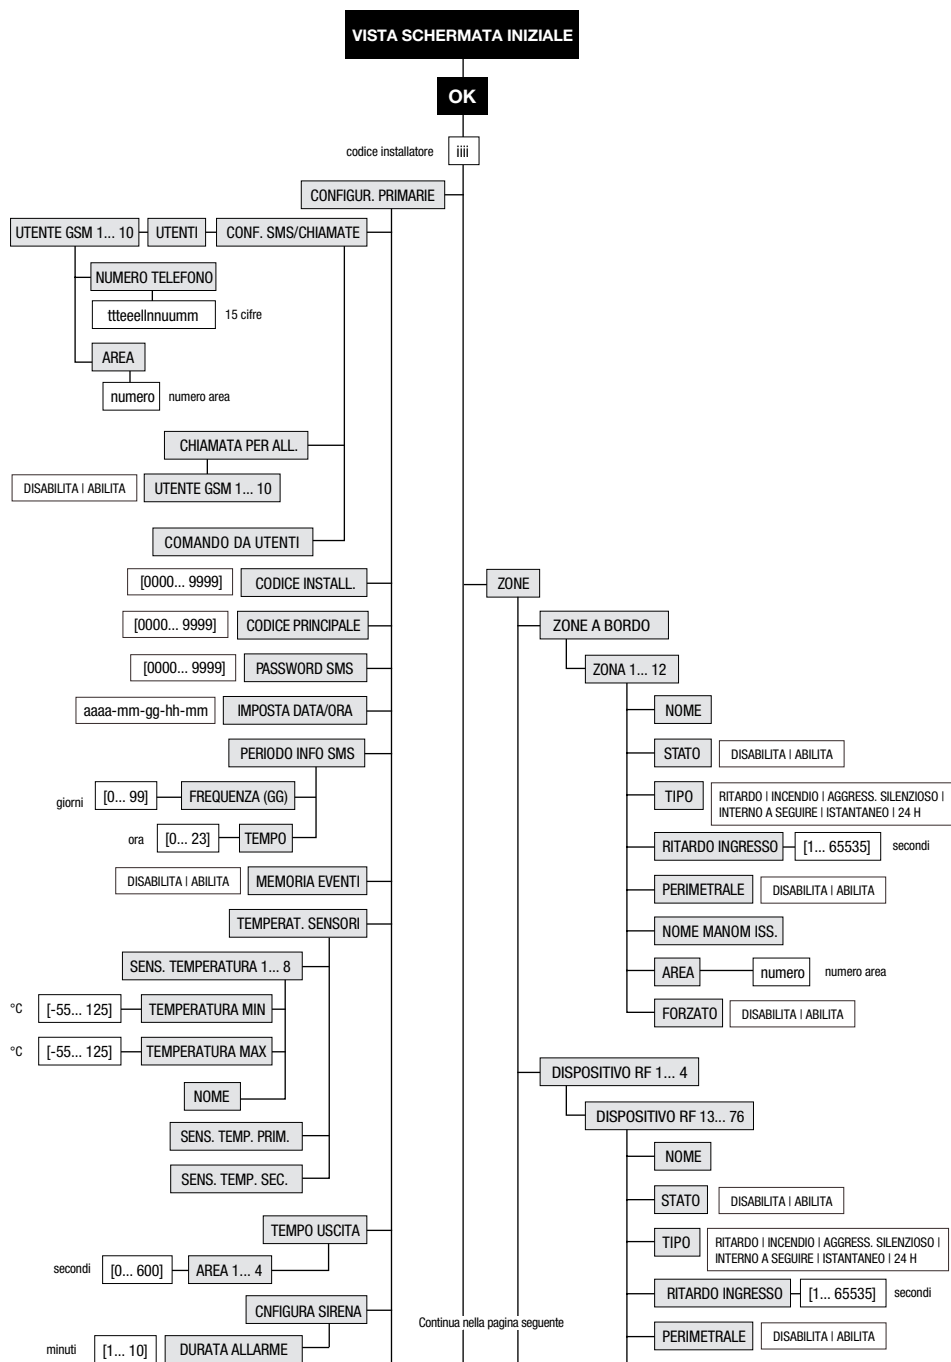 VISTA SCHERMATA INIZIALE
OK
codice installatore iiii
CONFIGUR. PRIMARIE
UTENTE GSM 1... 10 UTENTI CONF. SMS/CHIAMATE
NUMERO TELEFONO
ttteeellnnuumm 15 cifre
AREA
numero numero area
CHIAMATA PER ALL.
DISABILITA I ABILITA UTENTE GSM 1... 10
COMANDO DA UTENTI
[0000... 9999] CODICE INSTALL.
[0000... 9999] CODICE PRINCIPALE
[0000... 9999] PASSWORD SMS
aaaa-mm-gg-hh-mm IMPOSTA DATA/ORA
PERIODO INFO SMS
giorni [0... 99] FREQUENZA (GG)
ora [0... 23] TEMPO
DISABILITA I ABILITA MEMORIA EVENTI
TEMPERAT. SENSORI
SENS. TEMPERATURA 1... 8
°C [-55... 125] TEMPERATURA MIN
°C [-55... 125] TEMPERATURA MAX
NOME
SENS. TEMP. PRIM.
SENS. TEMP. SEC.
TEMPO USCITA
secondi [0... 600] AREA 1... 4
CNFIGURA SIRENA
minuti [1... 10] DURATA ALLARME
ZONE
ZONE A BORDO
ZONA 1... 12
NOME
STATO DISABILITA I ABILITA
TIPO RITARDO I INCENDIO I AGGRESS. SILENZIOSO I
INTERNO A SEGUIRE I ISTANTANEO I 24 H
RITARDO INGRESSO [1... 65535] secondi
PERIMETRALE DISABILITA I ABILITA
NOME MANOM ISS.
AREA numero numero area
FORZATO DISABILITA I ABILITA
DISPOSITIVO RF 1... 4
DISPOSITIVO RF 13... 76
NOME
STATO DISABILITA I ABILITA
TIPO RITARDO I INCENDIO I AGGRESS. SILENZIOSO I
INTERNO A SEGUIRE I ISTANTANEO I 24 H
RITARDO INGRESSO [1... 65535] secondi
PERIMETRALE DISABILITA I ABILITA
Continua nella pagina seguente